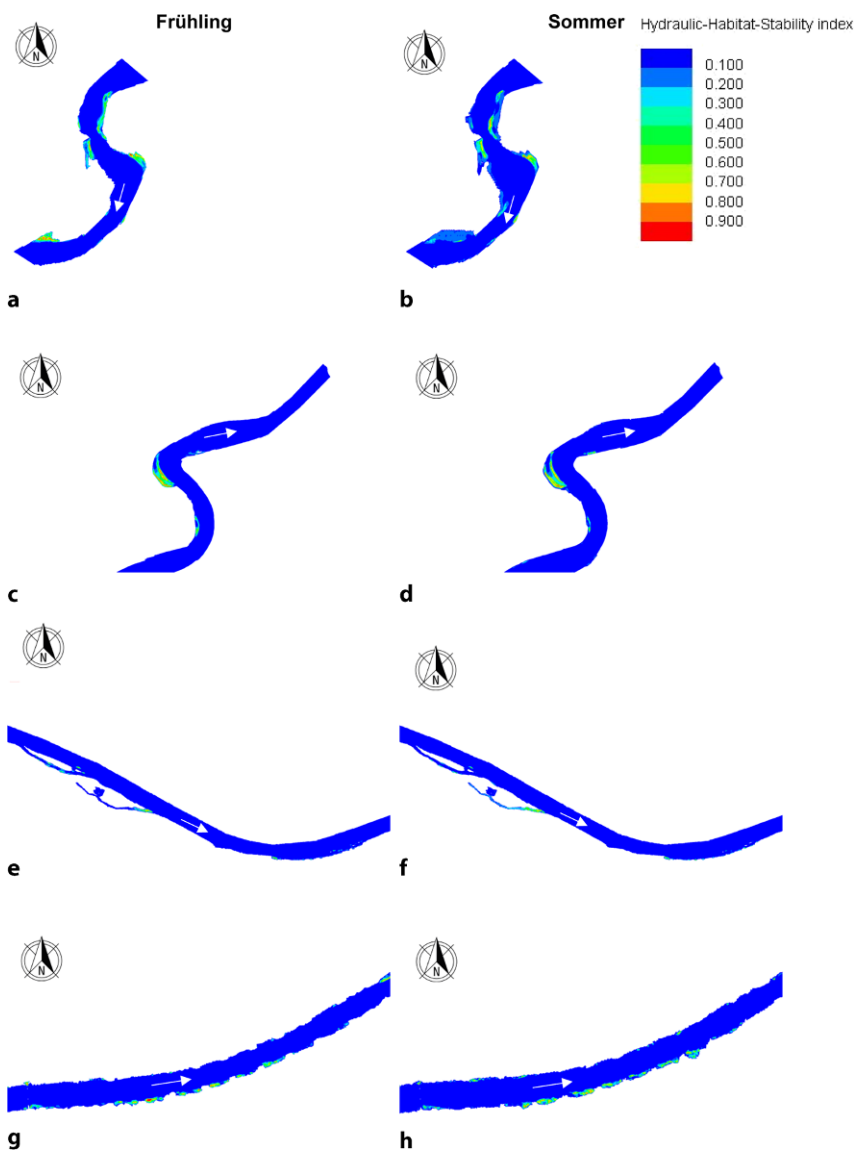 Frühling
Sommer
Hydraulic-Habitat-Stability index
N
N
0.100
0.200
0.300
0.400
0.500
0.600
0.700
0.800
0.900
a
b
N
N
c
d
N
N
e
f
N
N
g
h